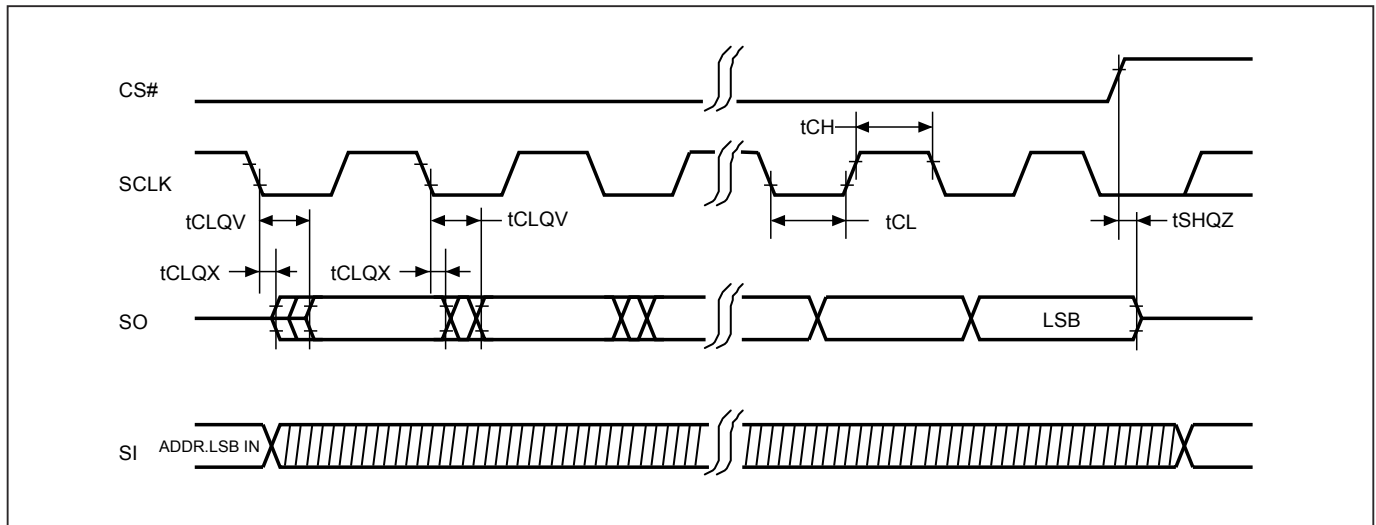 CS#
tCH
SCLK
tCLQV
tCLQV
tCL
tSHQZ
tCLQX
tCLQX
SO
LSB
SI
ADDR.LSB IN